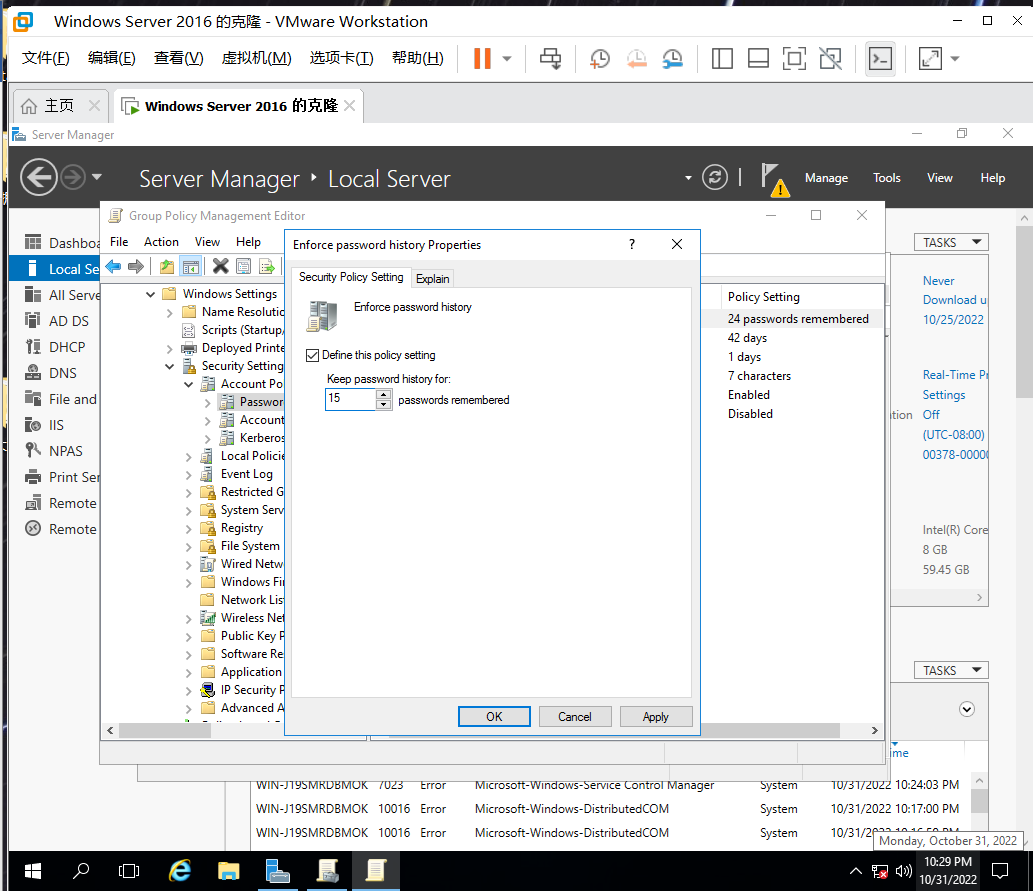 Windows Server 2016 的克隆 - VMware Workstation
文件(F) 编辑(E) 查看(V) 虚拟机(M) 选项卡(T) 帮助(H)
主页 Windows Server 2016 的克隆
Server Manager
Server Manager Local Server
Manage Tools View Help
Group Policy Management Editor
File Action View Help
Dashboa
Local Se
All Serve
AD DS
DHCP
DNS
File and
IIS
NPAS
Print Ser
Remote
Remote
Windows Settings
Name Resolutio
Scripts (Startup/
Deployed Printe
Security Setting
Account Po
Passwor
Account
Kerberos
Local Policie
Event Log
Restricted G
System Serv
Registry
File System
Wired Netw
Windows Fi
Network Lis
Wireless Net
Public Key P
Software Re
Application
IP Security P
Advanced A
Enforce password history Properties
?
Security Policy Setting Explain
Enforce password history
Define this policy setting
Keep password history for:
15 passwords remembered
OK Cancel Apply
Policy Setting
24 passwords remembered
42 days
1 days
7 characters
Enabled
Disabled
TASKS
Never
Download u
10/25/2022
Real-Time Pr
Settings
ation Off
(UTC-08:00)
00378-00000
Intel(R) Core
8 GB
59.45 GB
TASKS
ime
WIN-J19SMRDBMOK 7023 Error Microsoft-Windows-Service Control Manager System 10/31/2022 10:24:03 PM
WIN-J19SMRDBMOK 10016 Error Microsoft-Windows-DistributedCOM System 10/31/2022 10:17:00 PM
WIN-J19SMRDBMOK 10016 Error Microsoft-Windows-DistributedCOM System
Monday, October 31, 2022
10:29 PM
10/31/2022